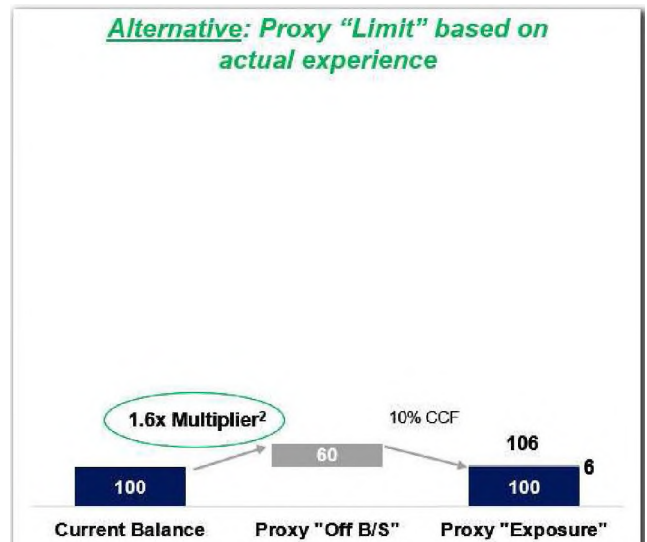 Alternative: Proxy “Limit” based on
actual experience
1.6x Multiplier²
10% CCF
106
60
6
100
100
Current Balance
Proxy "Off B/S"
Proxy "Exposure"